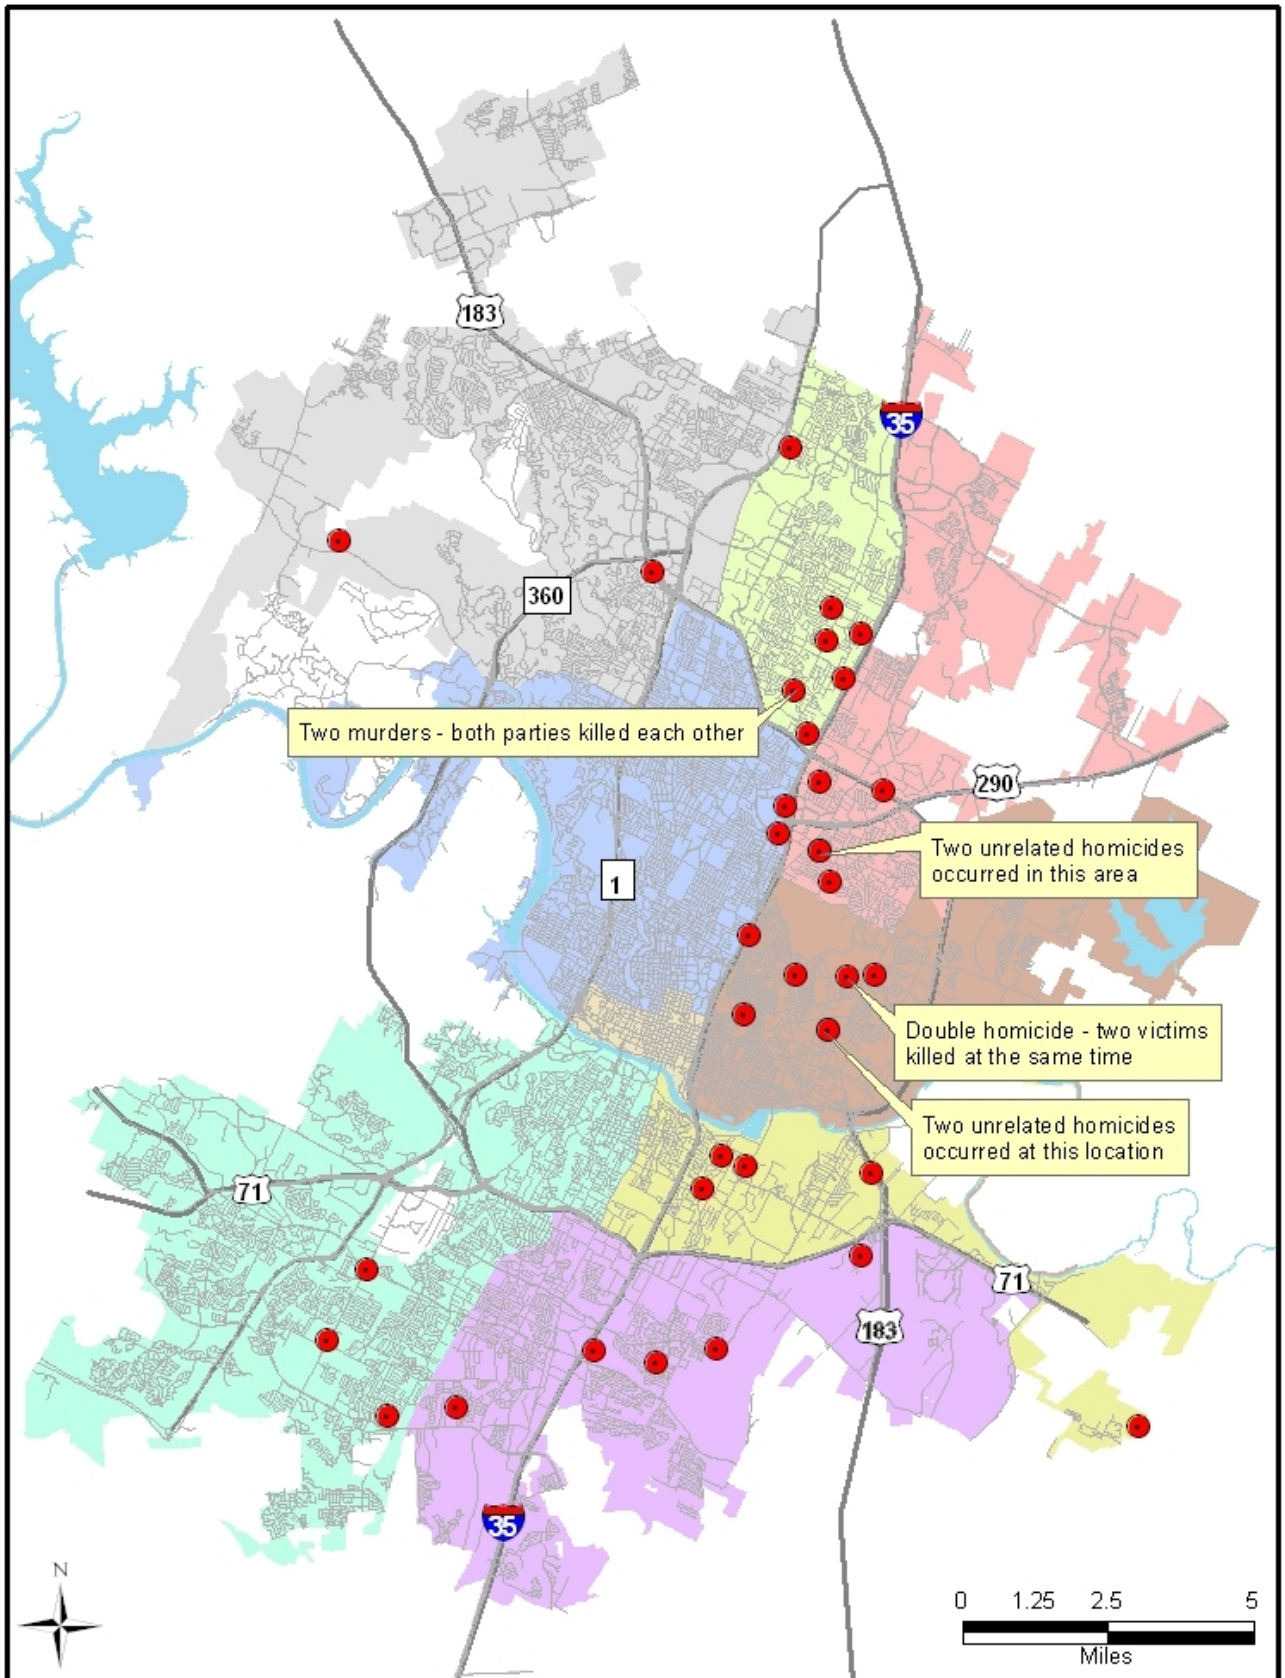 183
35
360
Two murders - both parties killed each other
290
Two unrelated homicides
occurred in this area
1
Double homicide - two victims
killed at the same time
Two unrelated homicides
occurred at this location
71
71
183
35
N
0 1.25 2.5 5
Miles